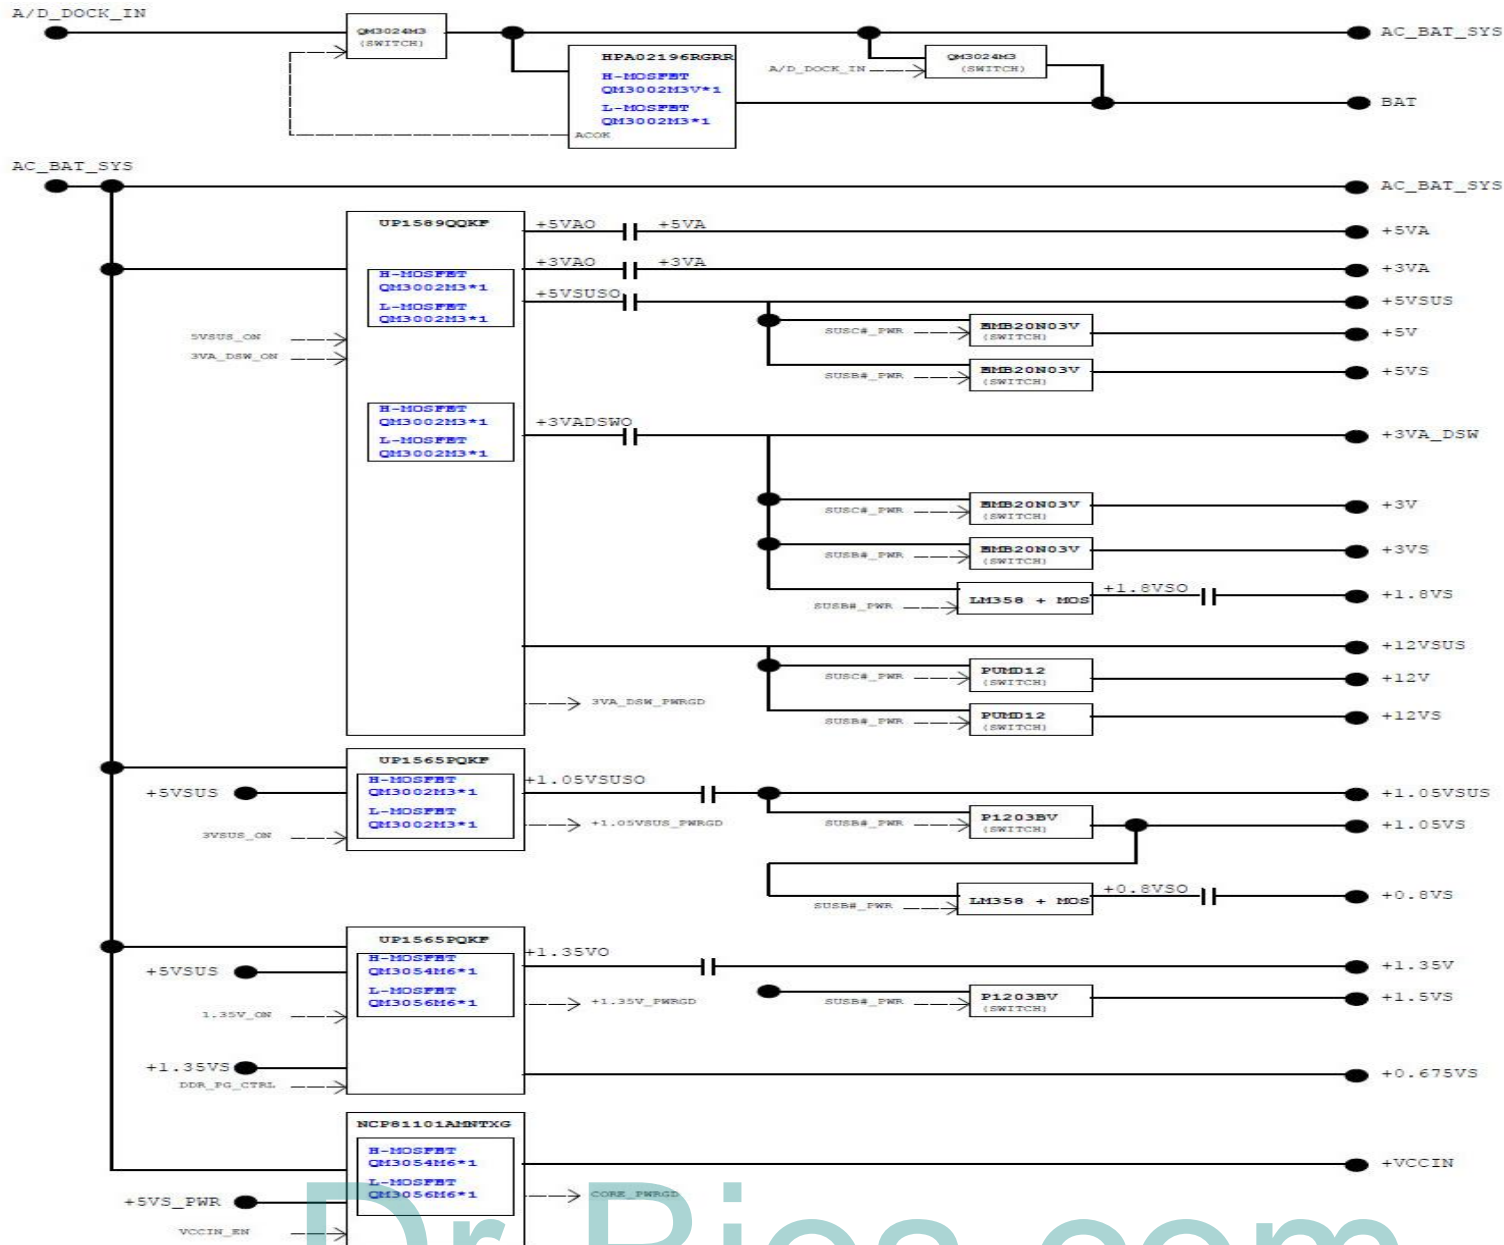 A/D_DOCK_IN
QM3024M3
(SWITCH)
AC_BAT_SYS
HPA02196RGRR
H-MOSFET
QM3002M3V*1
L-MOSFET
QM3002M3*1
ACOK
A/D_DOCK_IN
QM3024M3
(SWITCH)
BAT
AC_BAT_SYS
AC_BAT_SYS
UP1589QQKF
+5VAO
+5VA
+5VA
+3VAO
+3VA
+3VA
H-MOSFET
QM3002M3*1
L-MOSFET
QM3002M3*1
+5VSUSO
+5VSUS
5VSUS_ON
3VA_DSW_ON
SUSC#_PWR
EMB20N03V
(SWITCH)
+5V
SUSB#_PWR
EMB20N03V
(SWITCH)
+5VS
H-MOSFET
QM3002M3*1
L-MOSFET
QM3002M3*1
+3VADSWO
+3VA_DSW
SUSC#_PWR
EMB20N03V
(SWITCH)
+3V
SUSB#_PWR
EMB20N03V
(SWITCH)
+3VS
SUSB#_PWR
LM358 + MOS
+1.8VSO
+1.8VS
+12VSUS
SUSC#_PWR
PUMD12
(SWITCH)
+12V
3VA_DSW_PWRGD
SUSB#_PWR
PUMD12
(SWITCH)
+12VS
UP1565PQKF
+5VSUS
H-MOSFET
QM3002M3*1
L-MOSFET
QM3002M3*1
3VSUS_ON
+1.05VSUSO
+1.05VSUS
+1.05VSUS_PWRGD
SUSB#_PWR
P1203BV
(SWITCH)
+1.05VS
SUSB#_PWR
LM358 + MOS
+0.8VSO
+0.8VS
UP1565PQKF
+5VSUS
H-MOSFET
QM3054M6*1
L-MOSFET
QM3056M6*1
1.35V_ON
+1.35VO
+1.35V
+1.35V_PWRGD
SUSB#_PWR
P1203BV
(SWITCH)
+1.5VS
+1.35VS
DDR_PG_CTRL
+0.675VS
NCP81101AMNTXG
H-MOSFET
QM3054M6*1
L-MOSFET
QM3056M6*1
+VCCIN
+5VS_PWR
CORE_PWRGD
VCCIN_EN
Dr-Bios.com